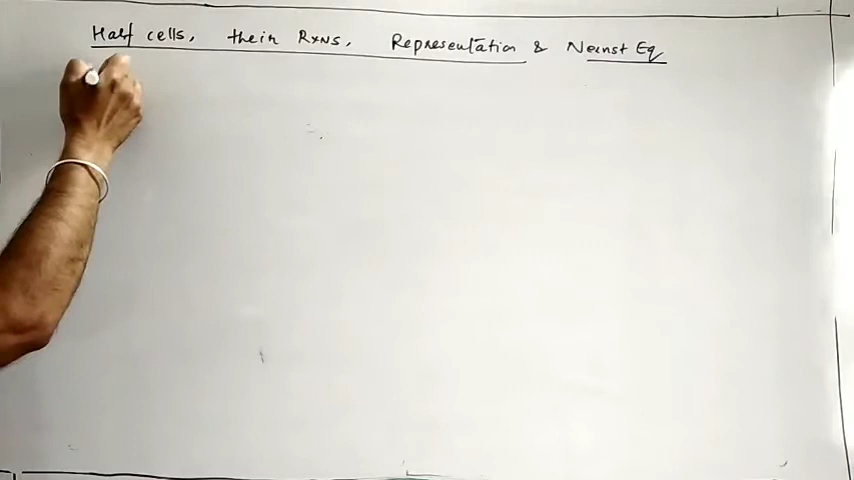 Half cells, their RxNS, Representation & Nernst Eq